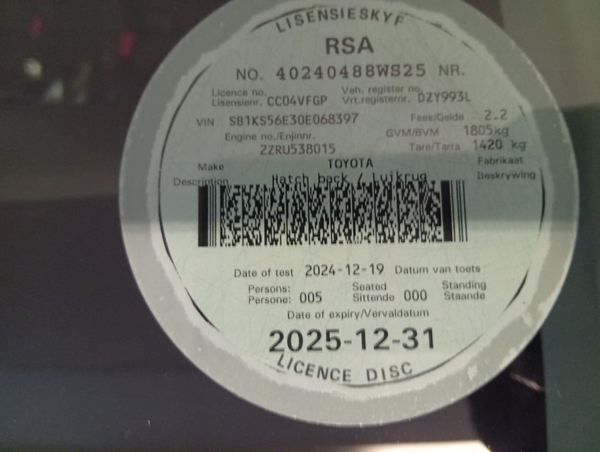 LISENSIESKYF
RSA
NO. 40240488WS25 NR.
Licence no. Veh. register no.
Lisensienr. CC04VFGP Vrt.registernr. DZY993L
VIN SB1KS56E30E068397 Fees/Gelde 2.2
Engine no./Enjinnr. GVM/BVM 1805kg
2ZRU538015 Tare/Tarra 1420 kg
Make TOYOTA Fabrikaat
Description Hatch back / Luikrug Beskrywing
Date of test 2024-12-19 Datum van toets
Persons: Seated Standing
Persone: 005 Sittende 000 Staande
Date of expiry/Vervaldatum
2025-12-31
LICENCE DISC